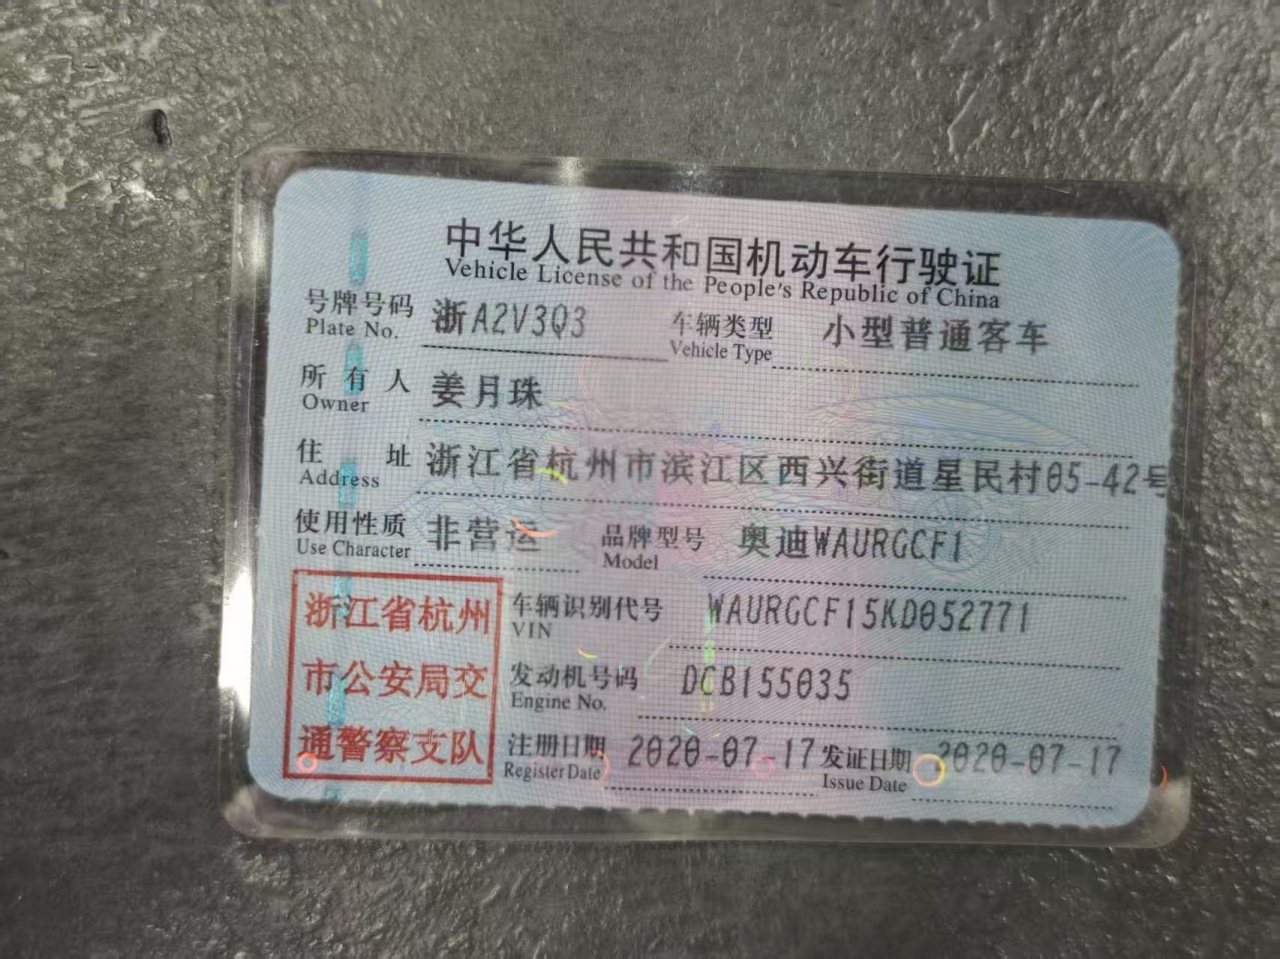 中华人民共和国机动车行驶证
Vehicle License of the People's Republic of China
号牌号码 浙A2V3Q3 车辆类型 小型普通客车
Plate No. Vehicle Type
所有人 姜月珠
Owner
住址 浙江省杭州市滨江区西兴街道星民村05-42号
Address
使用性质 非营运 品牌型号 奥迪WAURGCF1
Use Character Model
浙江省杭州
市公安局交
通警察支队
车辆识别代号 WAURGCF15KD052771
VIN
发动机号码 DCB155035
Engine No.
注册日期 2020-07-17 发证日期 2020-07-17
Register Date Issue Date